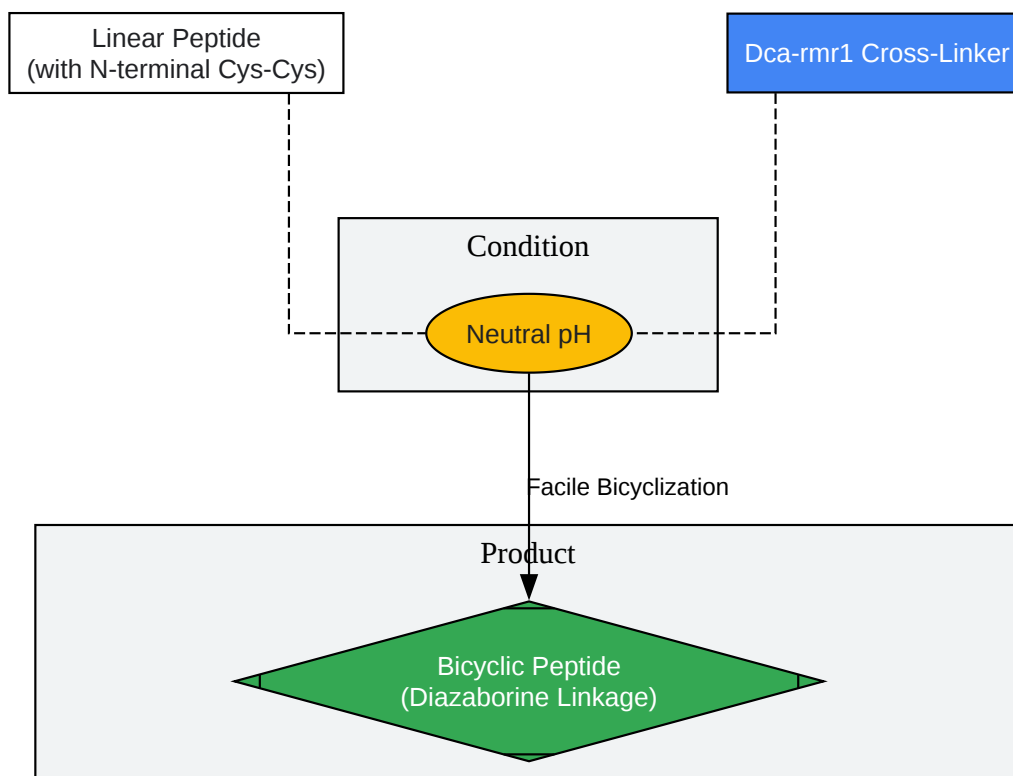 Linear Peptide
(with N-terminal Cys-Cys)
Dca-rmr1 Cross-Linker
Condition
Neutral pH
Facile Bicyclization
Product
Bicyclic Peptide
(Diazaborine Linkage)